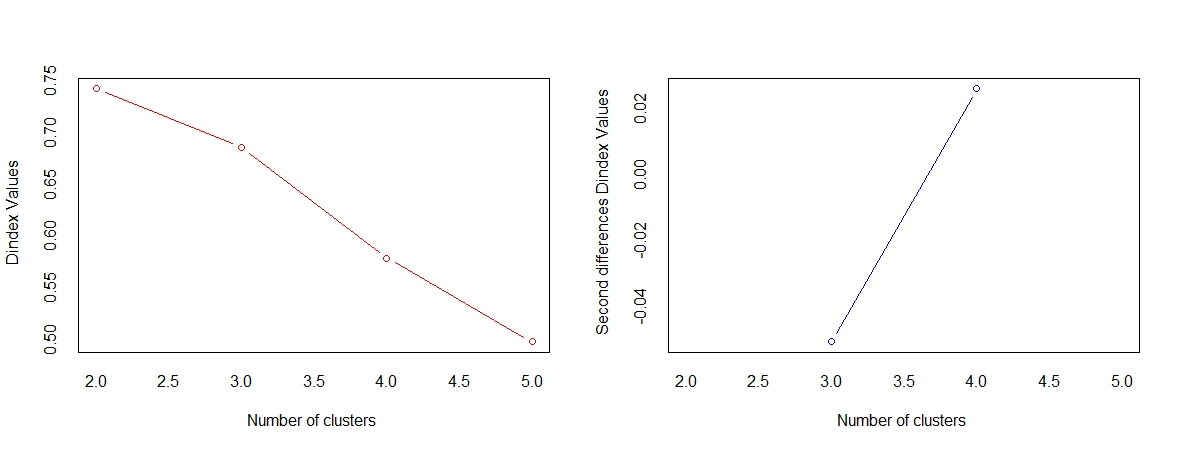 Dindex Values
0.75
0.70
0.65
0.60
0.55
0.50
2.0 2.5 3.0 3.5 4.0 4.5 5.0
Number of clusters
Second differences Dindex Values
0.02
0.00
-0.02
-0.04
2.0 2.5 3.0 3.5 4.0 4.5 5.0
Number of clusters